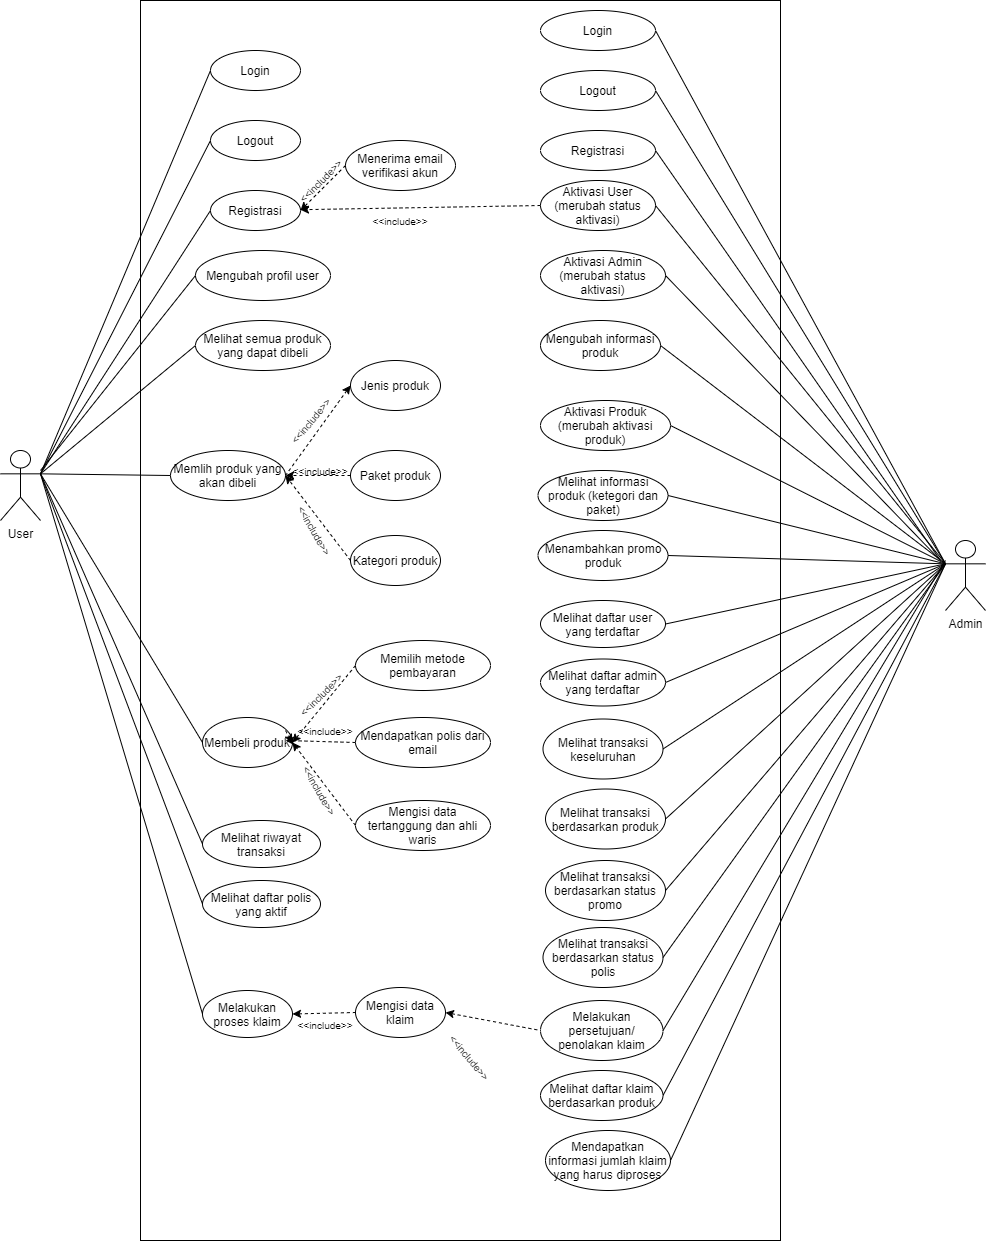 Login
Login
Logout
Logout
Registrasi
Menerima email
verifikasi akun
<<include>>
Registrasi
<<include>>
Aktivasi User
(merubah status
aktivasi)
Mengubah profil user
Aktivasi Admin
(merubah status
aktivasi)
Melihat semua produk
yang dapat dibeli
Mengubah informasi
produk
Jenis produk
<<include>>
Aktivasi Produk
(merubah aktivasi
produk)
Memlih produk yang
akan dibeli
<<include>>
Paket produk
Melihat informasi
produk (ketegori dan
paket)
User
<<include>>
Kategori produk
Menambahkan promo
produk
Admin
Melihat daftar user
yang terdaftar
Memilih metode
pembayaran
<<include>>
Melihat daftar admin
yang terdaftar
Membeli produk
<<include>>
Mendapatkan polis dari
email
Melihat transaksi
keseluruhan
<<include>>
Mengisi data
tertanggung dan ahli
waris
Melihat transaksi
berdasarkan produk
Melihat riwayat
transaksi
Melihat transaksi
berdasarkan status
promo
Melihat daftar polis
yang aktif
Melihat transaksi
berdasarkan status
polis
Melakukan
proses klaim
<<include>>
Mengisi data
klaim
<<include>>
Melakukan
persetujuan/
penolakan klaim
Melihat daftar klaim
berdasarkan produk
Mendapatkan
informasi jumlah klaim
yang harus diproses